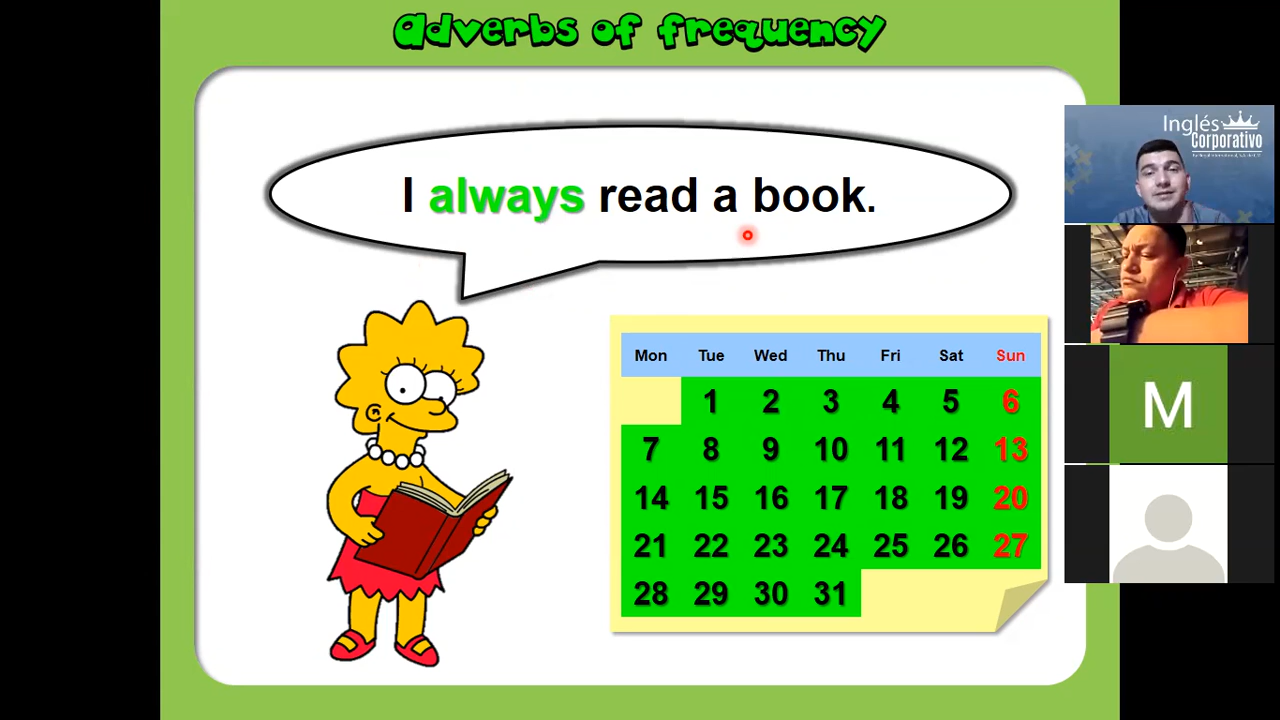 Adverbs of frequency
I always read a book.
Mon Tue Wed Thu Fri Sat Sun
1 2 3 4 5 6
7 8 9 10 11 12 13
14 15 16 17 18 19 20
21 22 23 24 25 26 27
28 29 30 31
Inglés
Corporativo
M